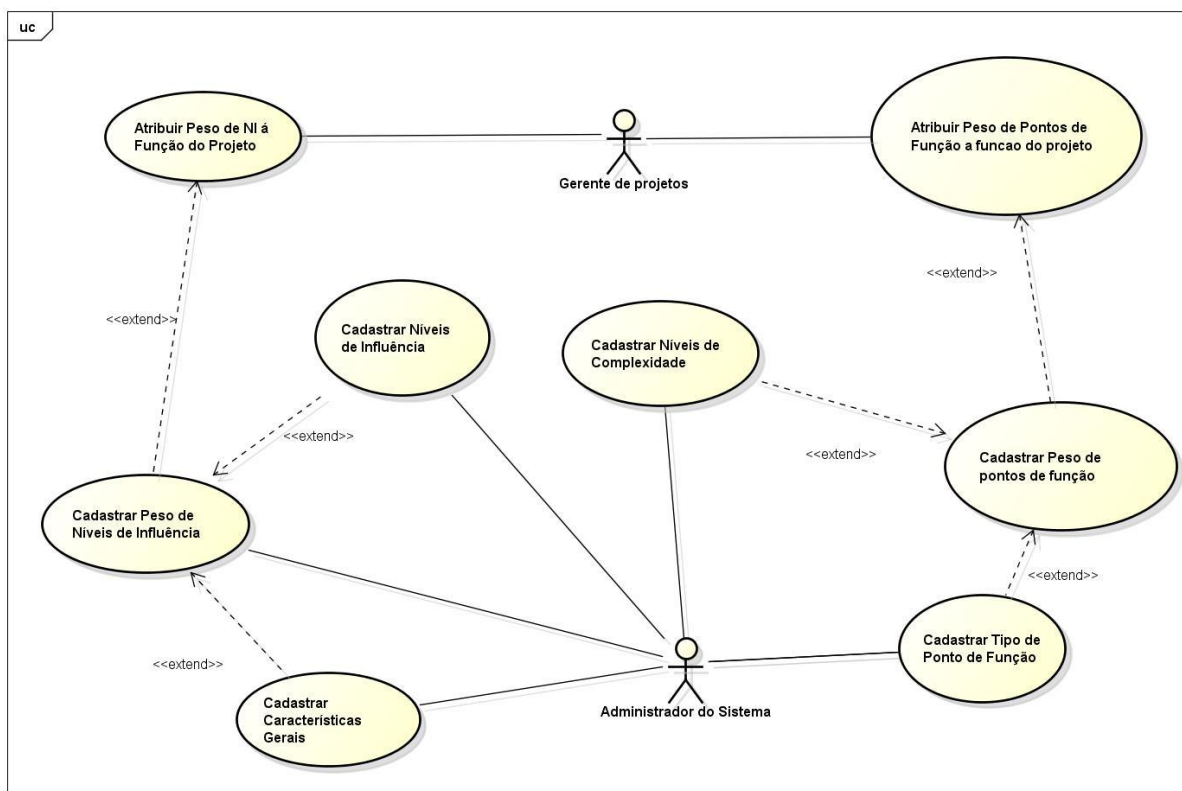 uc
Atribuir Peso de NI á
Função do Projeto
Gerente de projetos
Atribuir Peso de Pontos de
Função a funcao do projeto
<<extend>>
<<extend>>
Cadastrar Níveis
de Influência
Cadastrar Níveis de
Complexidade
<<extend>>
<<extend>>
Cadastrar Peso de
pontos de função
Cadastrar Peso de
Níveis de Influência
<<extend>>
Cadastrar Tipo de
Ponto de Função
<<extend>>
Cadastrar
Características
Gerais
Administrador do Sistema